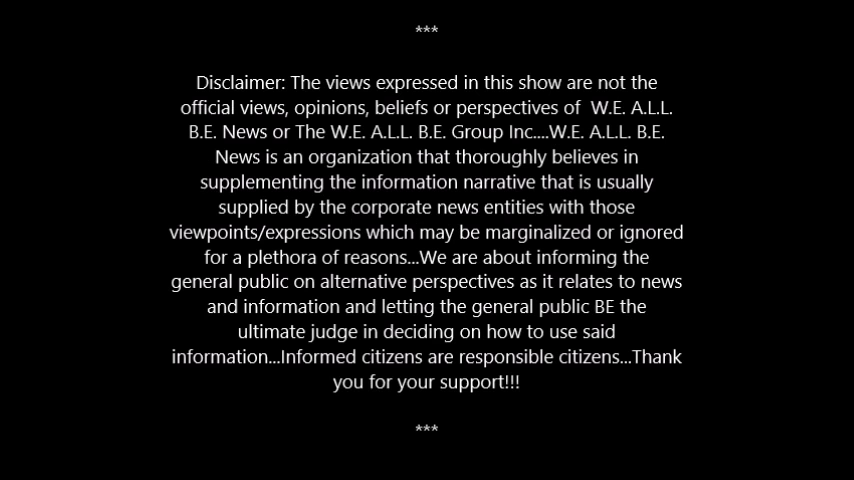 ***
Disclaimer: The views expressed in this show are not the
official views, opinions, beliefs or perspectives of  W.E. A.L.L.
B.E. News or The W.E. A.L.L. B.E. Group Inc....W.E. A.L.L. B.E.
News is an organization that thoroughly believes in
supplementing the information narrative that is usually
supplied by the corporate news entities with those
viewpoints/expressions which may be marginalized or ignored
for a plethora of reasons...We are about informing the
general public on alternative perspectives as it relates to news
and information and letting the general public BE the
ultimate judge in deciding on how to use said
information...Informed citizens are responsible citizens...Thank
you for your support!!!
***